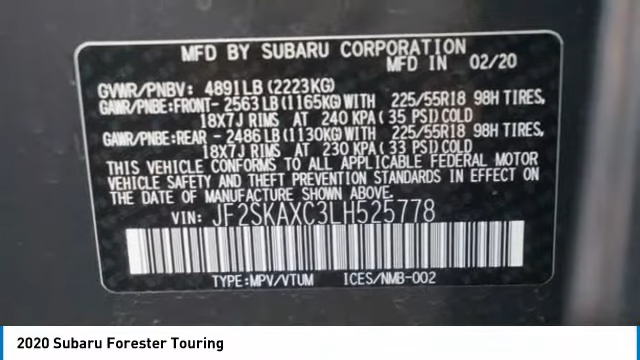 MFD BY SUBARU CORPORATION
MFD IN 02/20
GVWR/PNBV: 4891LB(2223KG)
GAWR/PNBE:FRONT- 2563LB(1165KG)WITH 225/55R18 98H TIRES,
18X7J RIMS AT 240 KPA( 35 PSI)COLD
GAWR/PNBE:REAR - 2486LB(1130KG)WITH 225/55R18 98H TIRES,
18X7J RIMS AT 230 KPA( 33 PSI)COLD
THIS VEHICLE CONFORMS TO ALL APPLICABLE FEDERAL MOTOR
VEHICLE SAFETY AND THEFT PREVENTION STANDARDS IN EFFECT ON
THE DATE OF MANUFACTURE SHOWN ABOVE.
VIN: JF2SKAXC3LH525778
TYPE:MPV/VTUM ICES/NMB-002
2020 Subaru Forester Touring